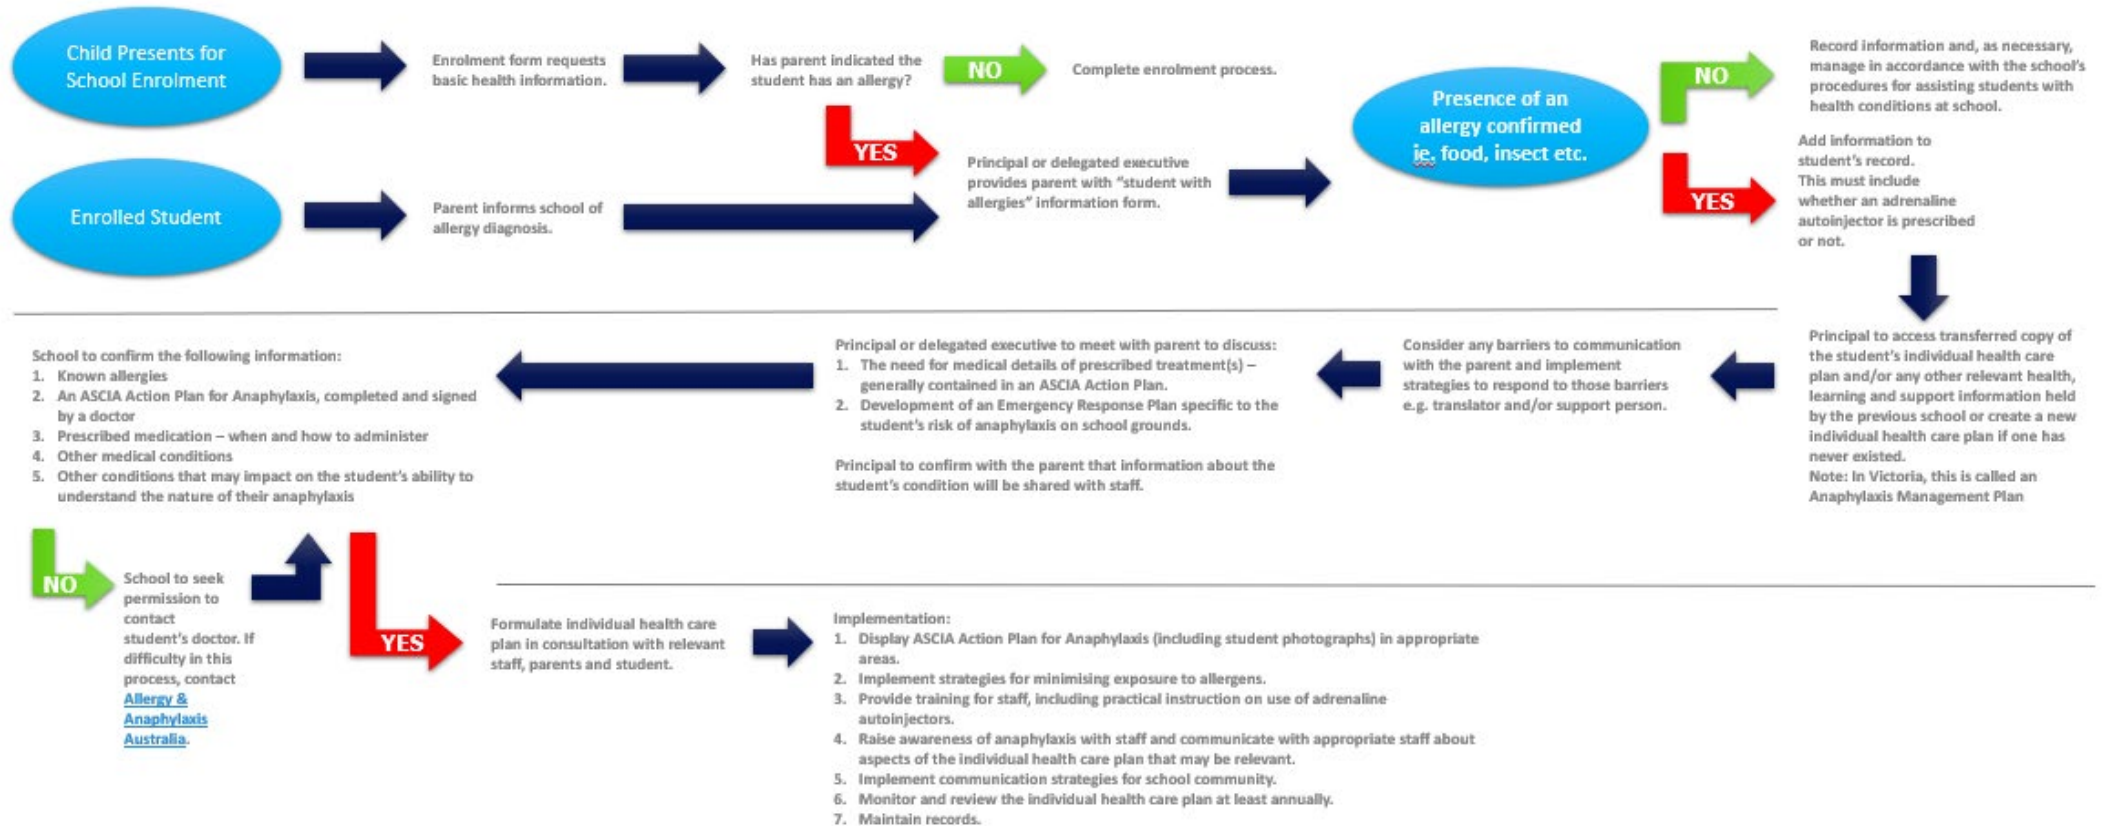 Child Presents for
School Enrolment
Enrolment form requests
basic health information.
Has parent indicated the
student has an allergy?
NO
Complete enrolment process.
YES
Enrolled Student
Parent informs school of
allergy diagnosis.
Principal or delegated executive
provides parent with “student with
allergies” information form.
Presence of an
allergy confirmed
ie. food, insect etc.
NO
Record information and, as necessary,
manage in accordance with the school’s
procedures for assisting students with
health conditions at school.
YES
Add information to
student’s record.
This must include
whether an adrenaline
autoinjector is prescribed
or not.
Principal to access transferred copy of
the student’s individual health care
plan and/or any other relevant health,
learning and support information held
by the previous school or create a new
individual health care plan if one has
never existed.
Note: In Victoria, this is called an
Anaphylaxis Management Plan
Consider any barriers to communication
with the parent and implement
strategies to respond to those barriers
e.g. translator and/or support person.
Principal or delegated executive to meet with parent to discuss:
1. The need for medical details of prescribed treatment(s) –
generally contained in an ASCIA Action Plan.
2. Development of an Emergency Response Plan specific to the
student’s risk of anaphylaxis on school grounds.
Principal to confirm with the parent that information about the
student’s condition will be shared with staff.
School to confirm the following information:
1. Known allergies
2. An ASCIA Action Plan for Anaphylaxis, completed and signed
by a doctor
3. Prescribed medication – when and how to administer
4. Other medical conditions
5. Other conditions that may impact on the student’s ability to
understand the nature of their anaphylaxis
NO
School to seek
permission to
contact
student’s doctor. If
difficulty in this
process, contact
Allergy &
Anaphylaxis
Australia.
YES
Formulate individual health care
plan in consultation with relevant
staff, parents and student.
Implementation:
1. Display ASCIA Action Plan for Anaphylaxis (including student photographs) in appropriate
areas.
2. Implement strategies for minimising exposure to allergens.
3. Provide training for staff, including practical instruction on use of adrenaline
autoinjectors.
4. Raise awareness of anaphylaxis with staff and communicate with appropriate staff about
aspects of the individual health care plan that may be relevant.
5. Implement communication strategies for school community.
6. Monitor and review the individual health care plan at least annually.
7. Maintain records.